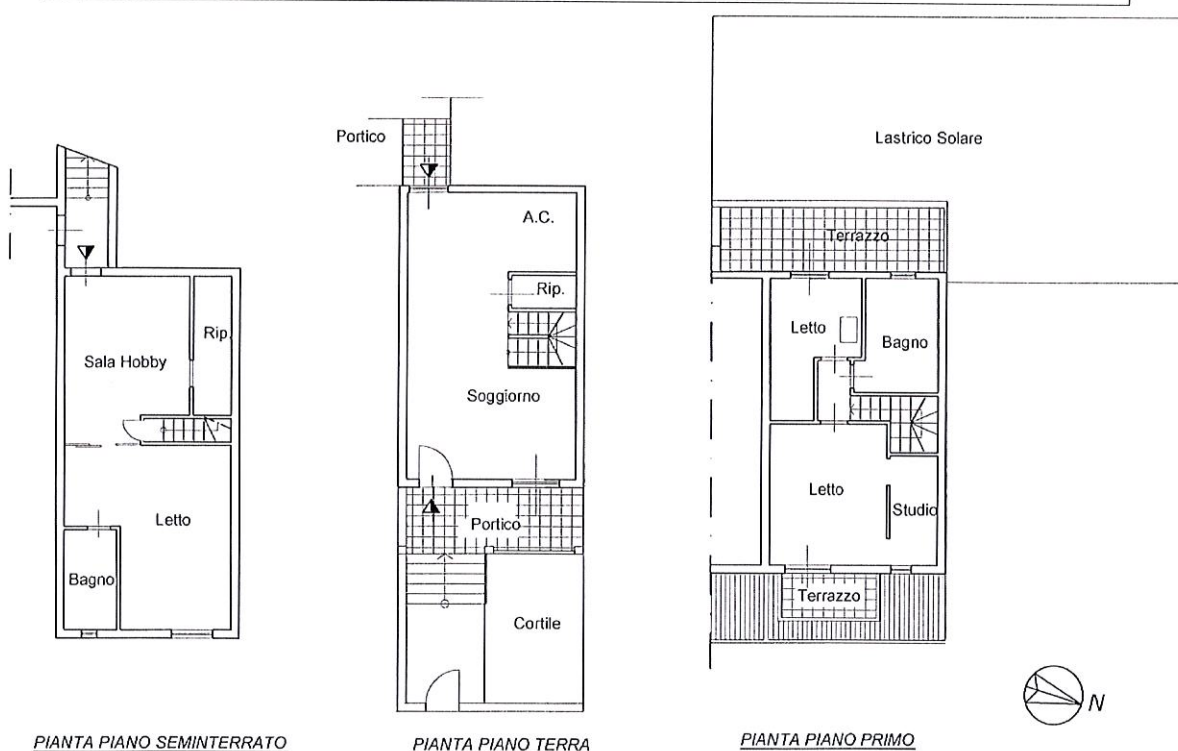 Rip.
Sala Hobby
Letto
Bagno
PIANTA PIANO SEMINTERRATO
Portico
A.C.
Rip.
Soggiorno
Portico
Cortile
PIANTA PIANO TERRA
Lastrico Solare
Terrazzo
Letto
Bagno
Letto
Studio
Terrazzo
PIANTA PIANO PRIMO
N